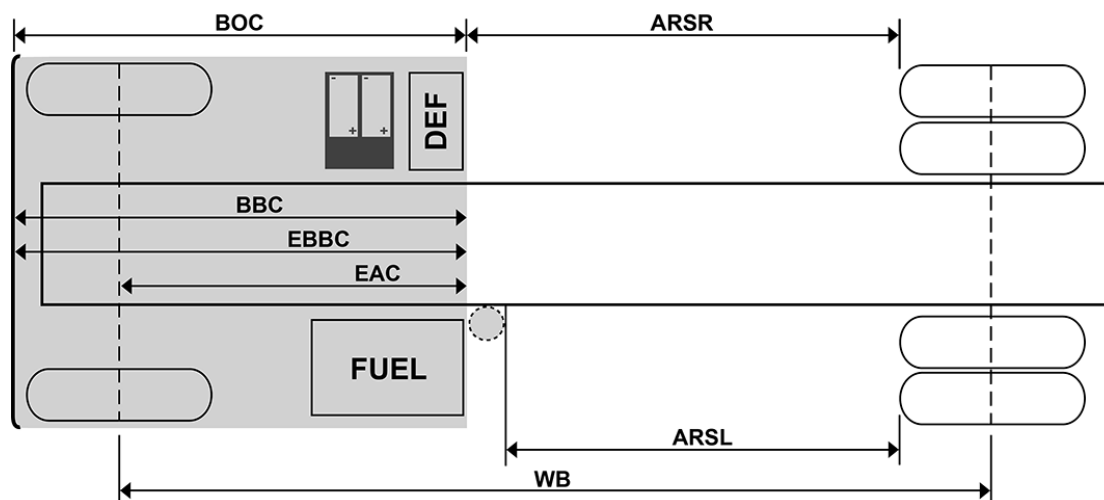 BOC
ARSR
- -
+ +
DEF
BBC
EBBC
EAC
FUEL
ARSL
WB